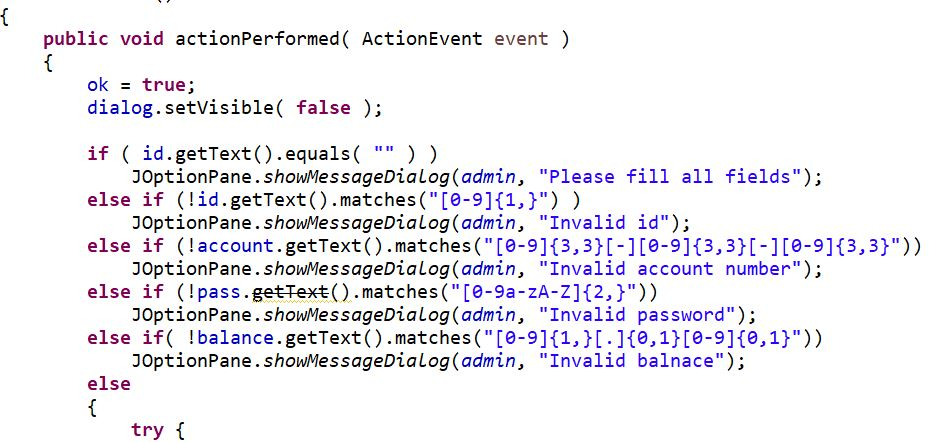 {
    public void actionPerformed( ActionEvent event )
    {
        ok = true;
        dialog.setVisible( false );

        if ( id.getText().equals( "" ) )
            JOptionPane.showMessageDialog(admin, "Please fill all fields");
        else if (!id.getText().matches("[0-9]{1,}") )
            JOptionPane.showMessageDialog(admin, "Invalid id");
        else if (!account.getText().matches("[0-9]{3,3}[-][0-9]{3,3}[-][0-9]{3,3}"))
            JOptionPane.showMessageDialog(admin, "Invalid account number");
        else if (!pass.getText().matches("[0-9a-zA-Z]{2,}"))
            JOptionPane.showMessageDialog(admin, "Invalid password");
        else if( !balance.getText().matches("[0-9]{1,}[.]{0,1}[0-9]{0,1}"))
            JOptionPane.showMessageDialog(admin, "Invalid balnace");
        else
        {
            try {